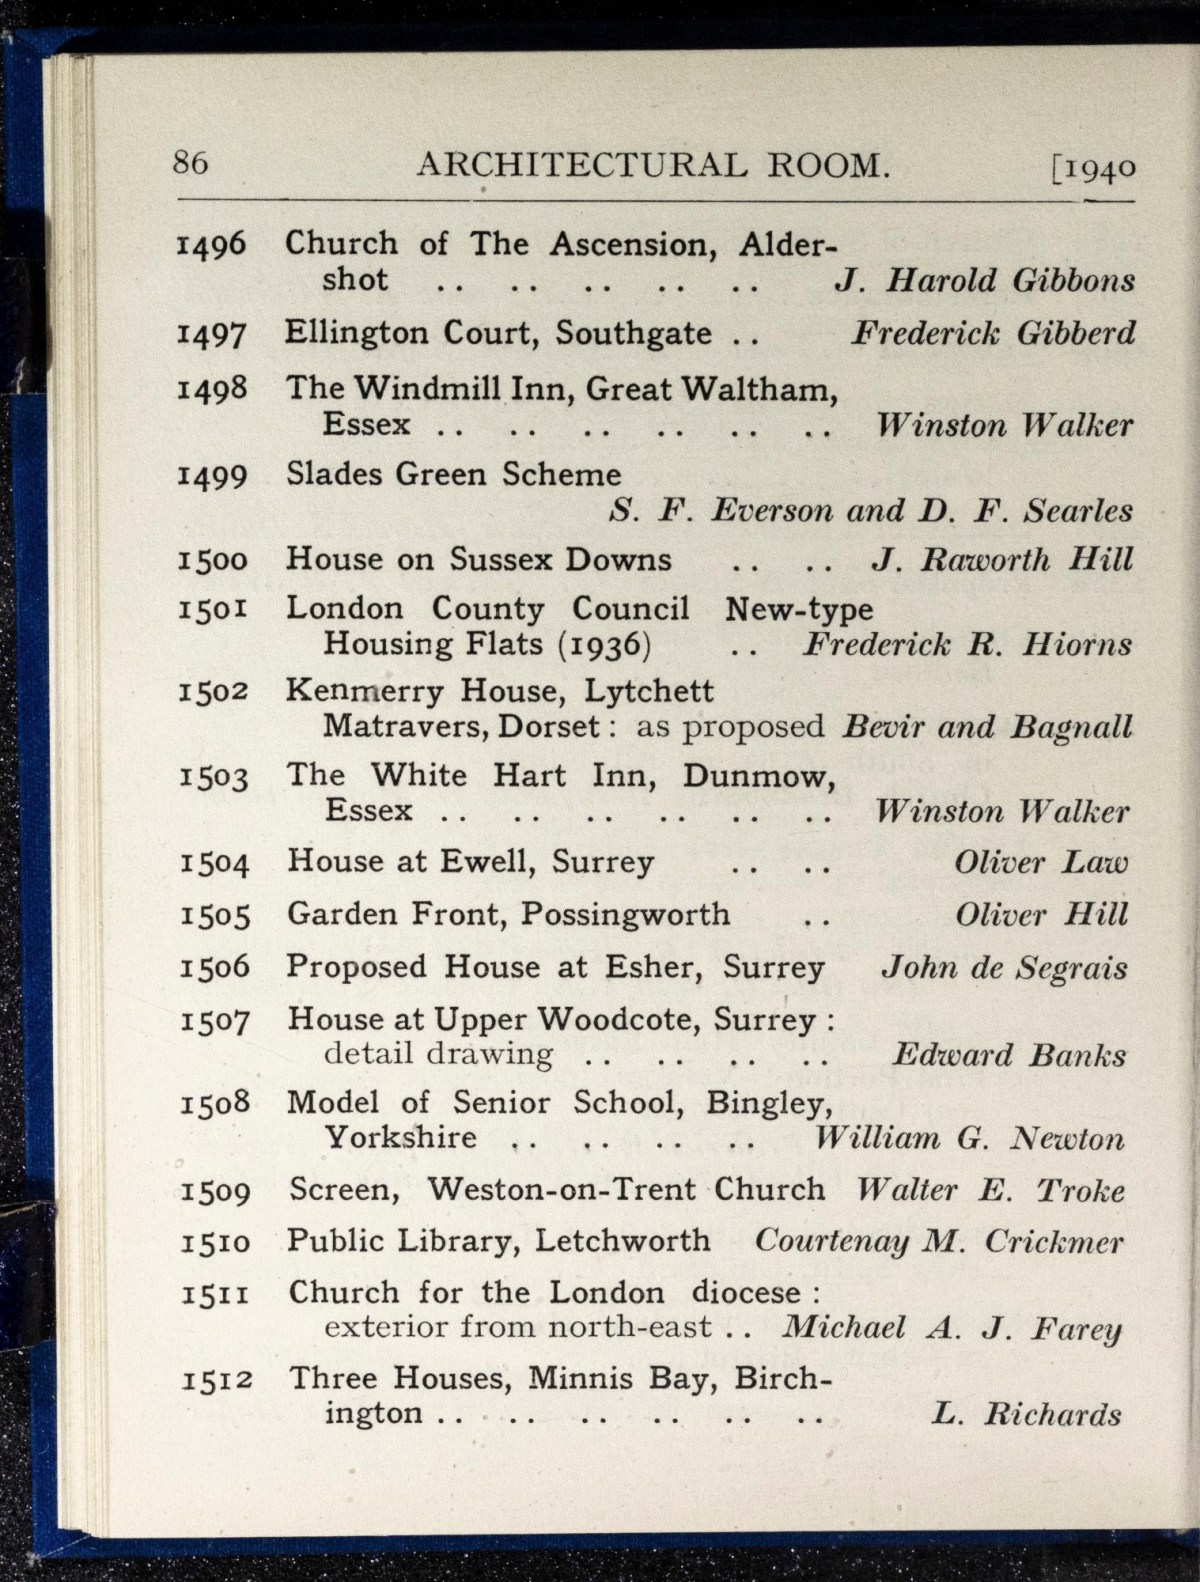 86 ARCHITECTURAL ROOM. [1940
1496 Church of The Ascension, Alder-
shot .. .. .. .. .. J. Harold Gibbons
1497 Ellington Court, Southgate .. Frederick Gibberd
1498 The Windmill Inn, Great Waltham,
Essex .. .. .. .. .. .. Winston Walker
1499 Slades Green Scheme
S. F. Everson and D. F. Searles
1500 House on Sussex Downs .. .. J. Raworth Hill
1501 London County Council New-type
Housing Flats (1936) .. Frederick R. Hiorns
1502 Kenmerry House, Lytchett
Matravers, Dorset : as proposed Bevir and Bagnall
1503 The White Hart Inn, Dunmow,
Essex .. .. .. .. .. .. Winston Walker
1504 House at Ewell, Surrey .. .. Oliver Law
1505 Garden Front, Possingworth .. Oliver Hill
1506 Proposed House at Esher, Surrey John de Segrais
1507 House at Upper Woodcote, Surrey :
detail drawing .. .. .. .. Edward Banks
1508 Model of Senior School, Bingley,
Yorkshire .. .. .. .. William G. Newton
1509 Screen, Weston-on-Trent Church Walter E. Troke
1510 Public Library, Letchworth Courtenay M. Crickmer
1511 Church for the London diocese :
exterior from north-east .. Michael A. J. Farey
1512 Three Houses, Minnis Bay, Birch-
ington .. .. .. .. .. .. L. Richards